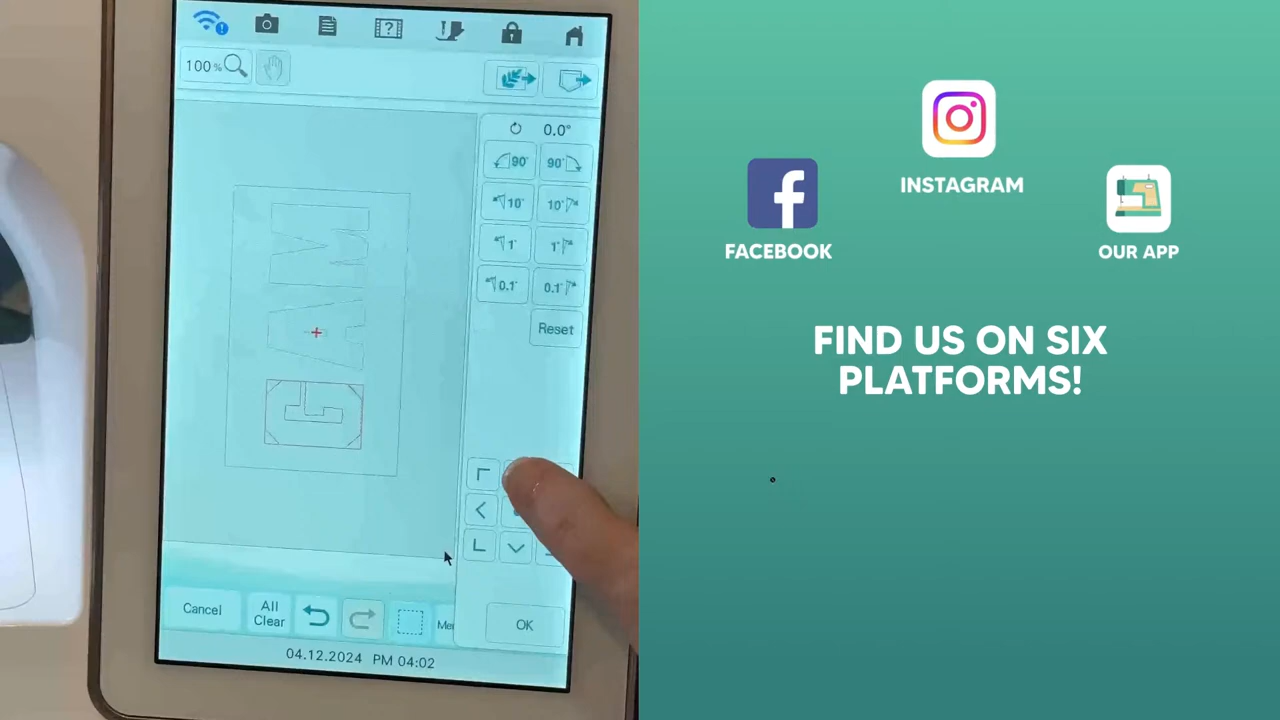 100%
0.0°
90°
90°
10°
10°
1°
1°
0.1°
0.1°
Reset
G
AM
OK
Cancel
All
Clear
04.12.2024 PM 04:02
INSTAGRAM
FACEBOOK
OUR APP
FIND US ON SIX
PLATFORMS!